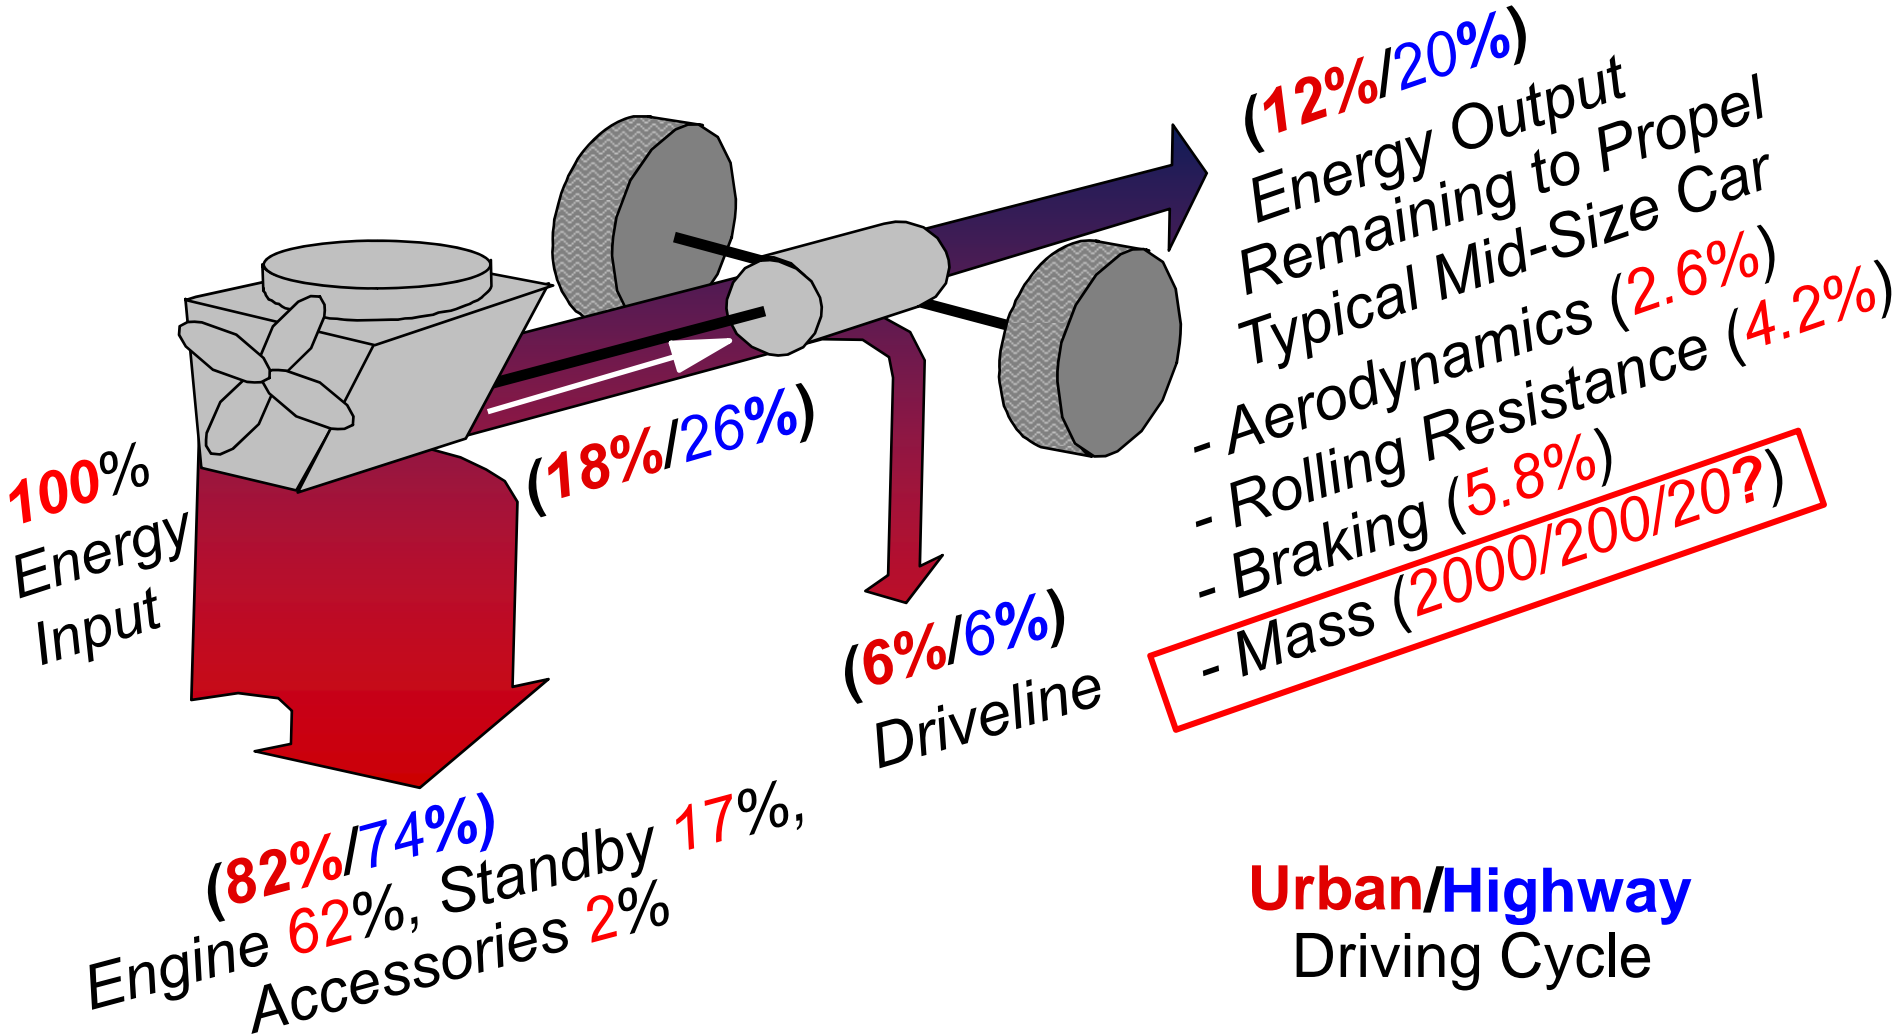 100%
Energy
Input
(82%/74%)
Engine 62%, Standby 17%,
Accessories 2%
(18%/26%)
(6%/6%)
Driveline
(12%/20%)
Energy Output
Remaining to Propel
Typical Mid-Size Car
- Aerodynamics (2.6%)
- Rolling Resistance (4.2%)
- Braking (5.8%)
- Mass (2000/200/20?)
Urban/Highway
Driving Cycle